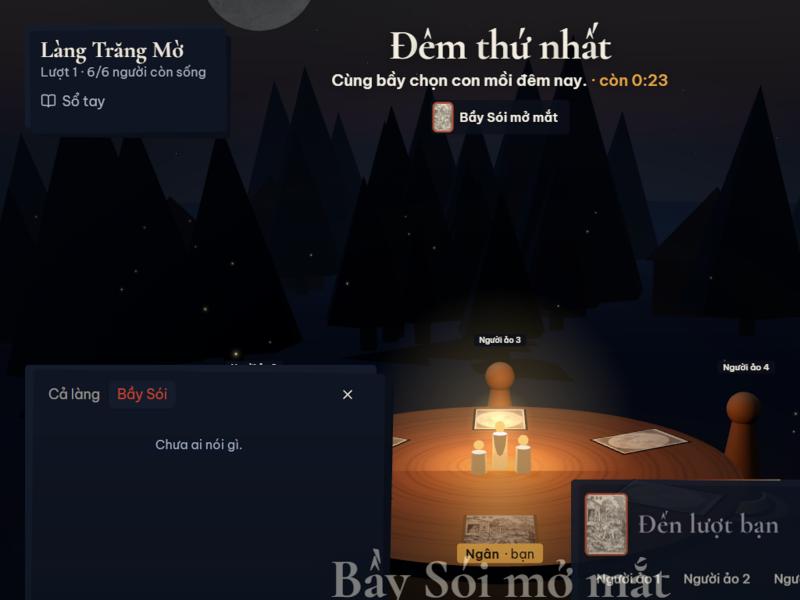 Làng Trăng Mờ
Lượt 1 · 6/6 người còn sống
Sổ tay
Đêm thứ nhất
Cùng bầy chọn con mồi đêm nay. · còn 0:23
Bầy Sói mở mắt
Người ảo 3
Người ảo 4
Cả làng Bầy Sói
Chưa ai nói gì.
Đến lượt bạn
Ngân · bạn
Bầy Sói mở mắt
Người ảo 1 Người ảo 2